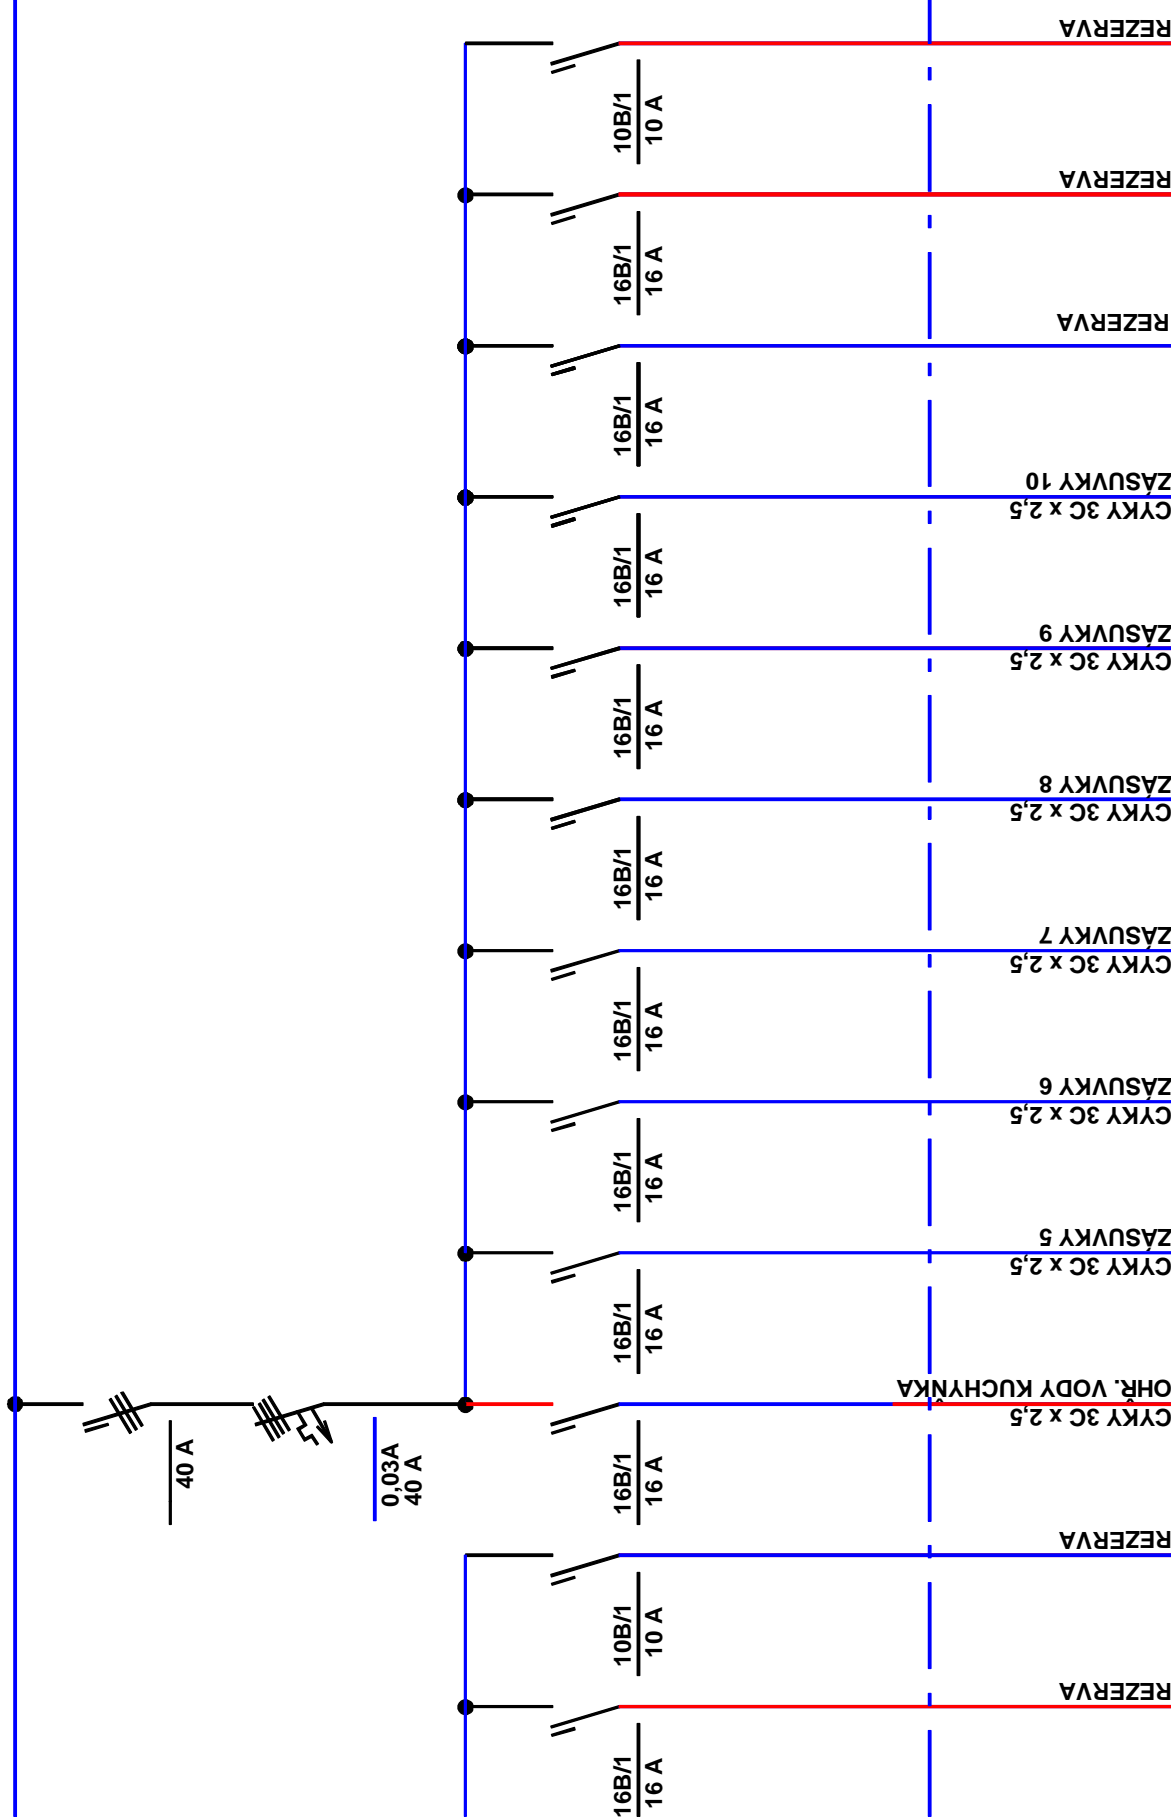 REZERVA
10B/1
10 A
REZERVA
16B/1
16 A
REZERVA
16B/1
16 A
ZÁSUVKY 10
CYKY 3C x 2,5
16B/1
16 A
ZÁSUVKY 9
CYKY 3C x 2,5
16B/1
16 A
ZÁSUVKY 8
CYKY 3C x 2,5
16B/1
16 A
ZÁSUVKY 7
CYKY 3C x 2,5
16B/1
16 A
ZÁSUVKY 6
CYKY 3C x 2,5
16B/1
16 A
ZÁSUVKY 5
CYKY 3C x 2,5
16B/1
16 A
OHŘ. VODY KUCHYŇKA
CYKY 3C x 2,5
40 A
0,03A
40 A
16B/1
16 A
REZERVA
10B/1
10 A
REZERVA
16B/1
16 A